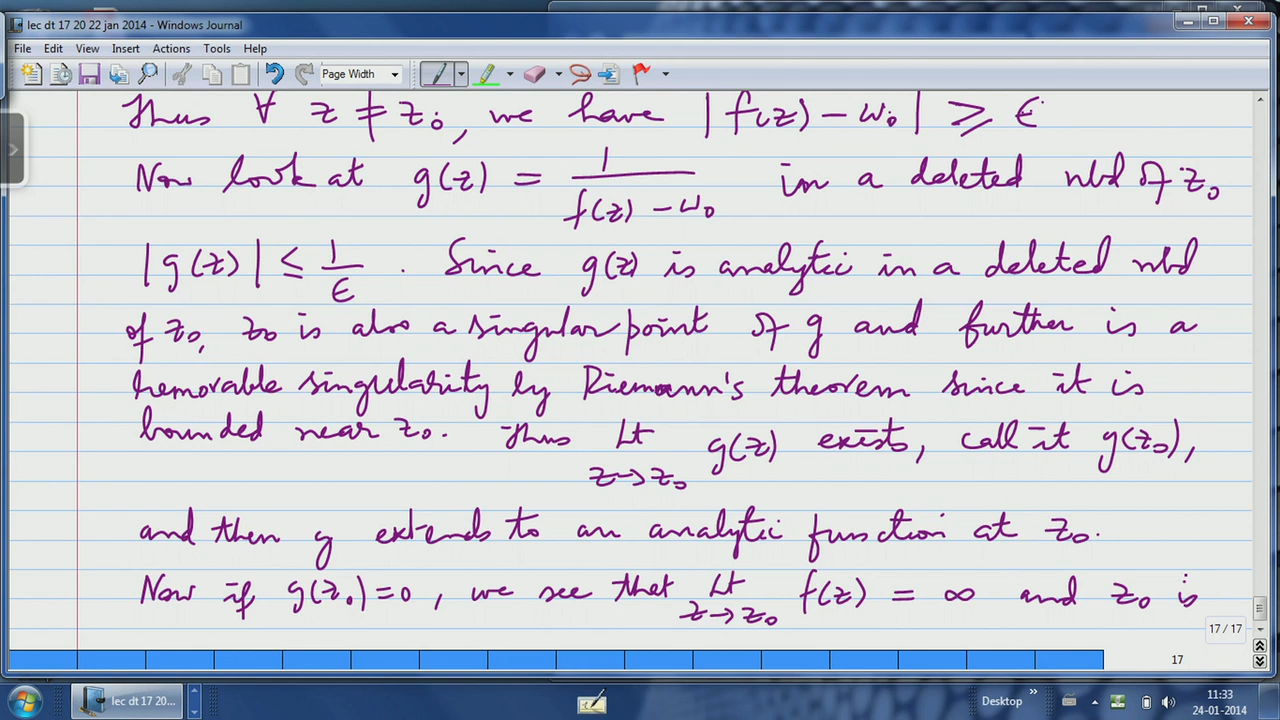 lec dt 17 20 22 jan 2014 - Windows Journal
File Edit View Insert Actions Tools Help
Page Width
Thus ∀ z ≠ z₀, we have |f(z) − w₀| ≥ ε
Now look at g(z) = 1/(f(z) − w₀) in a deleted nbd of z₀
|g(z)| ≤ 1/ε. Since g(z) is analytic in a deleted nbd
of z₀, z₀ is also a singular point of g and further is a
removable singularity by Riemann's theorem since it is
bounded near z₀. Thus Lt z→z₀ g(z) exists, call it g(z₀),
and then g extends to an analytic function at z₀.
Now if g(z₀)=0, we see that Lt z→z₀ f(z) = ∞ and z₀ is
17 / 17
17
lec dt 17 20...
Desktop
11:33
24-01-2014